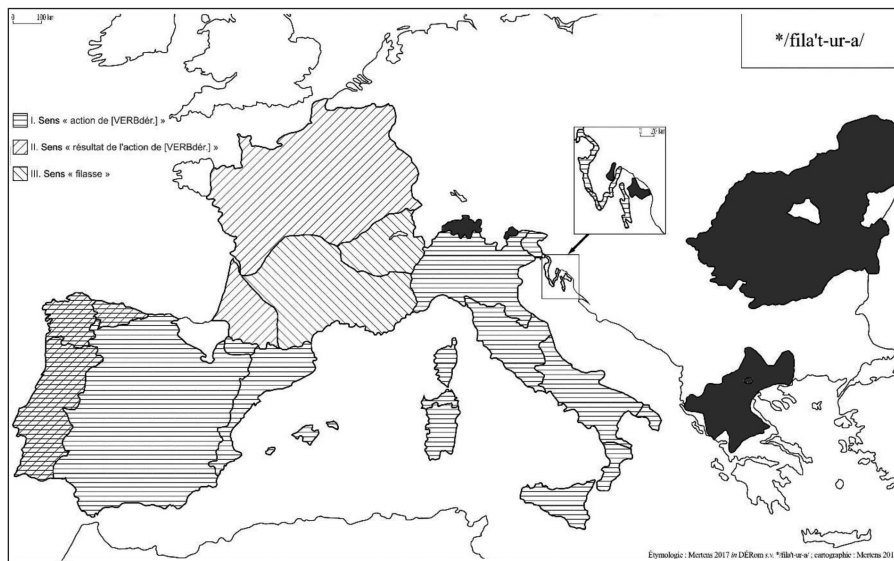 100 km
*/fila't-ur-a/
I. Sens « action de [VERBdér.] »
II. Sens « résultat de l'action de [VERBdér.] »
III. Sens « filasse »
20 km
Étymologie : Mertens 2017 in DÉRom s.v. */fila't-ur-a/ ; cartographie : Mertens 201